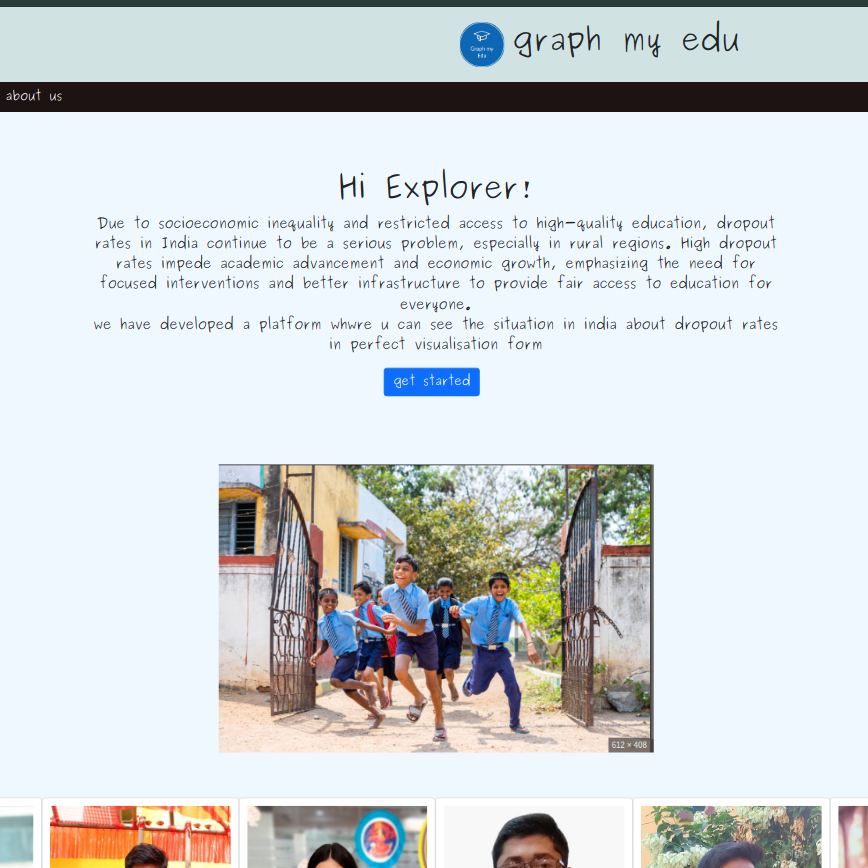 Graph my
Edu
graph my edu
about us
Hi Explorer!
Due to socioeconomic inequality and restricted access to high-quality education, dropout
rates in India continue to be a serious problem, especially in rural regions. High dropout
rates impede academic advancement and economic growth, emphasizing the need for
focused interventions and better infrastructure to provide fair access to education for
everyone.
we have developed a platform whwre u can see the situation in india about dropout rates
in perfect visualisation form
get started
612 × 408